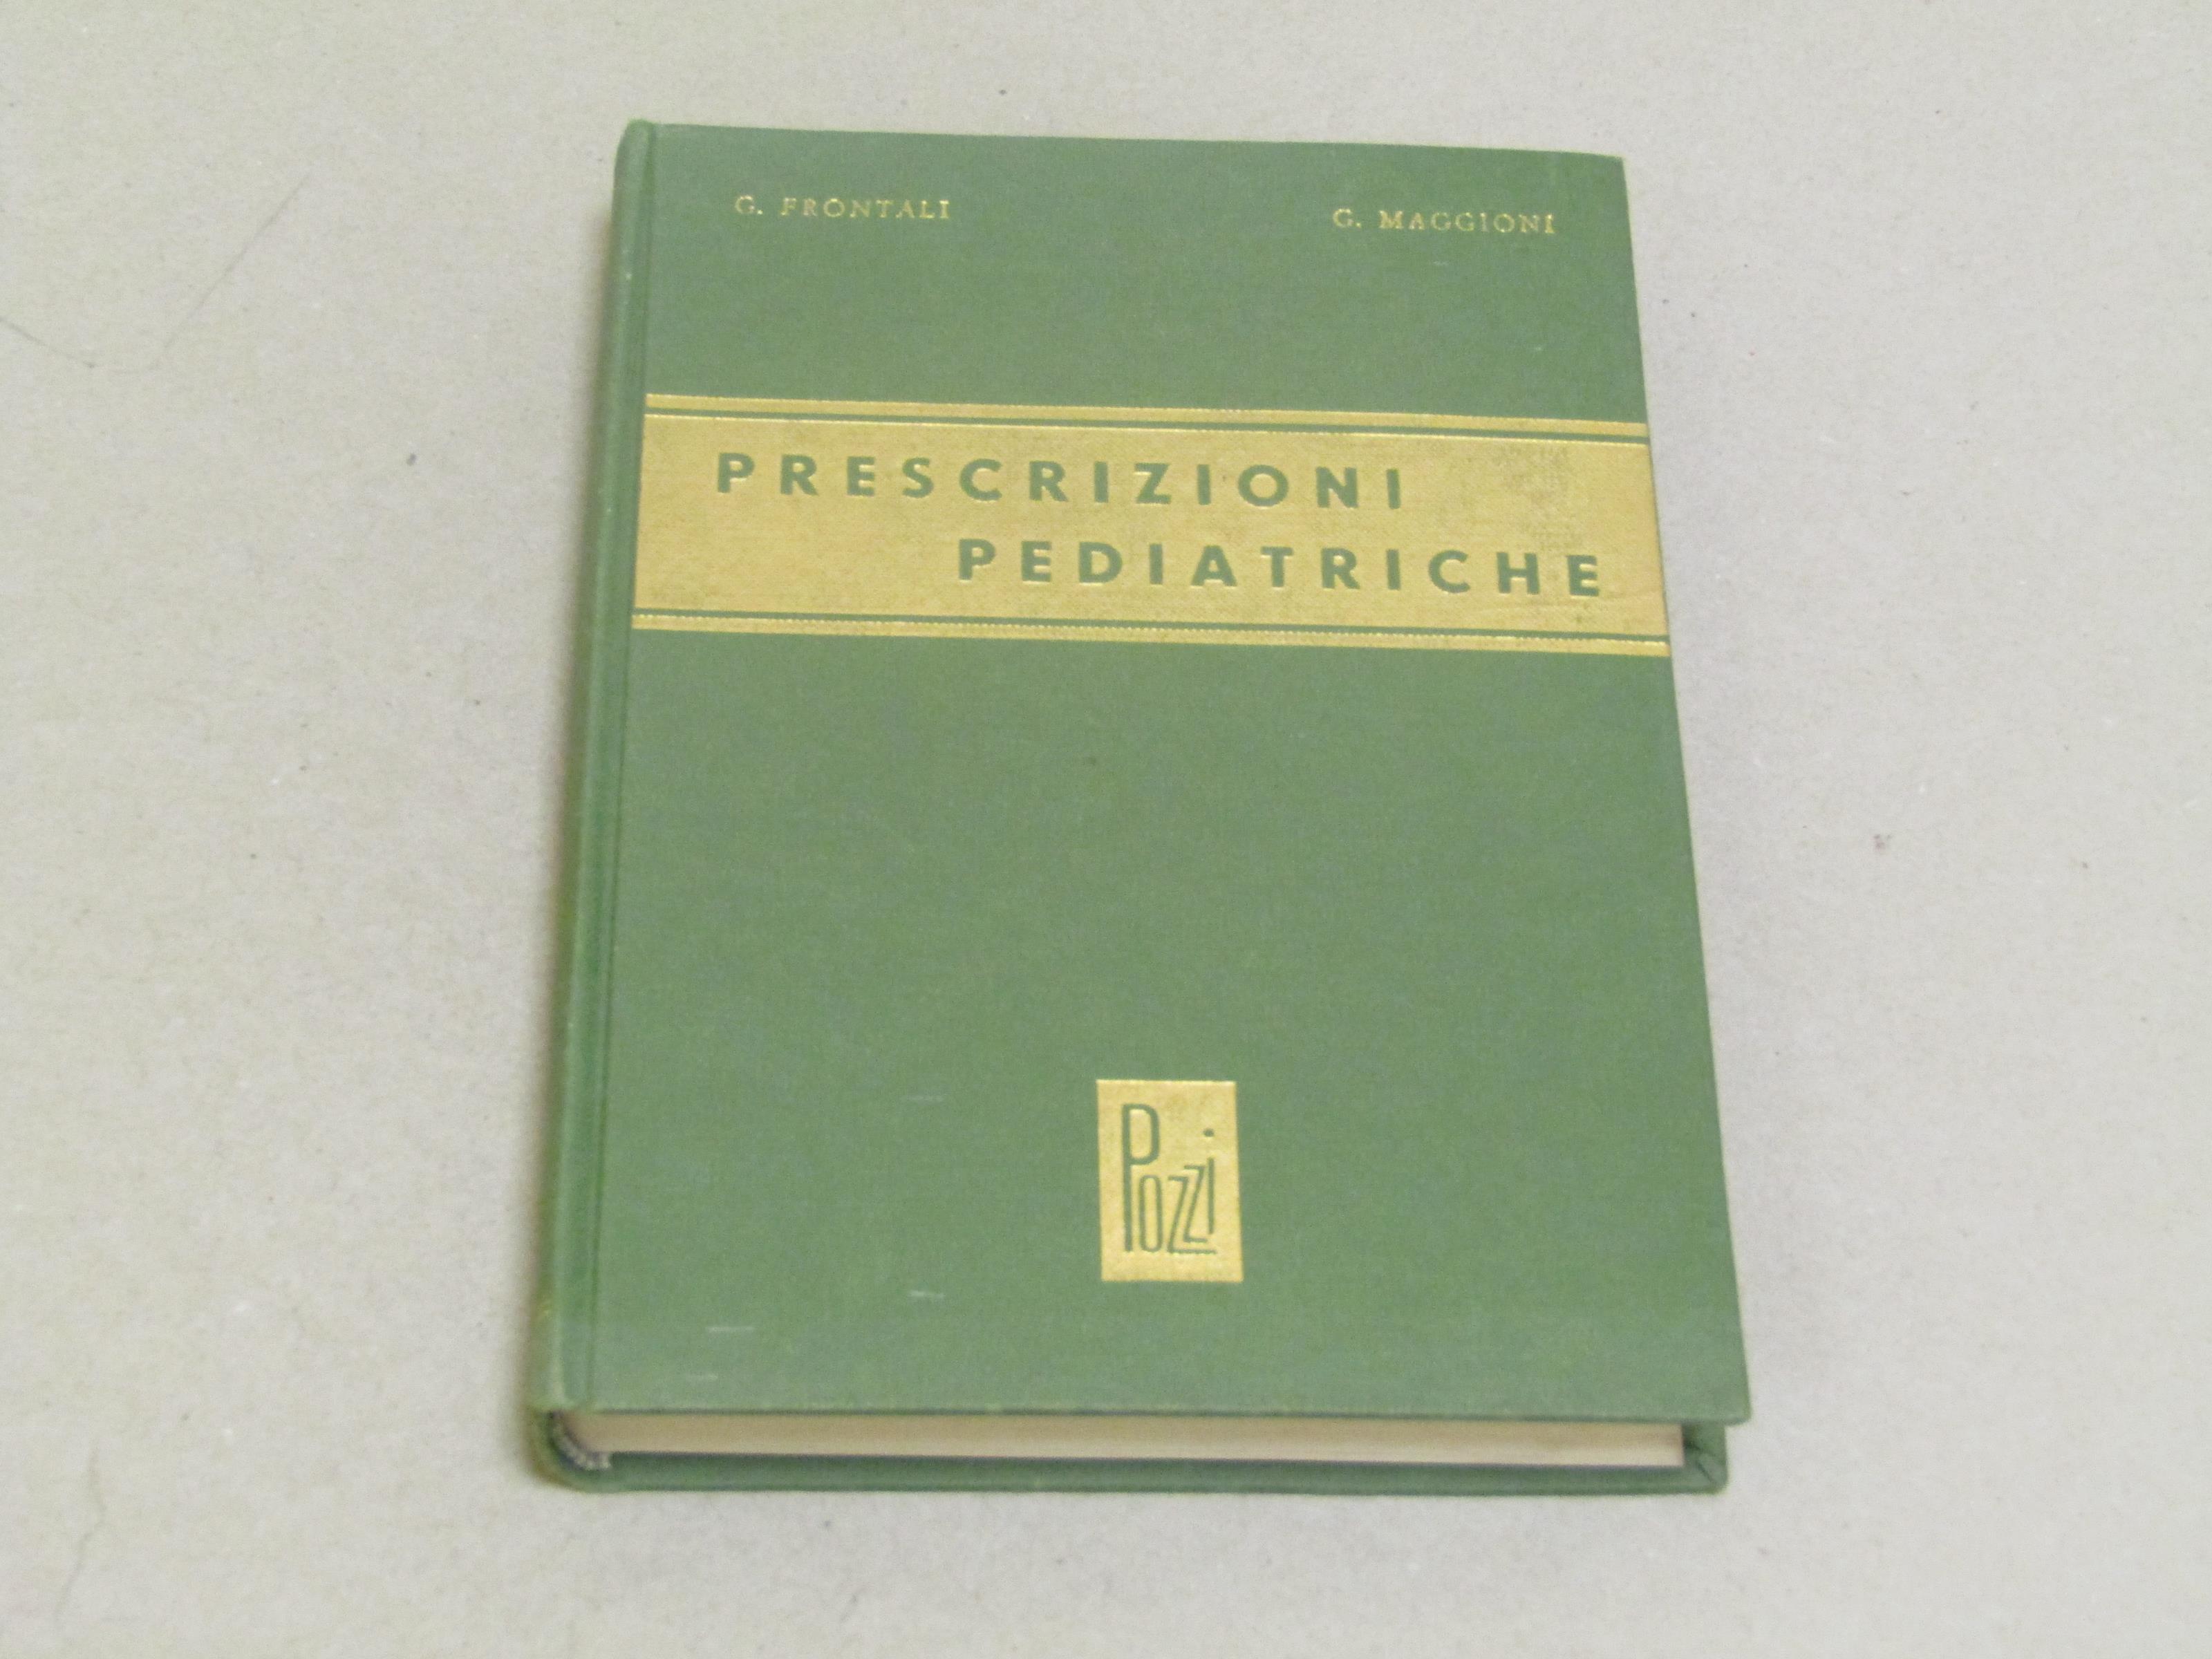 G. FRONTALI G. MAGGIONI
PRESCRIZIONI
PEDIATRICHE
Pozzi